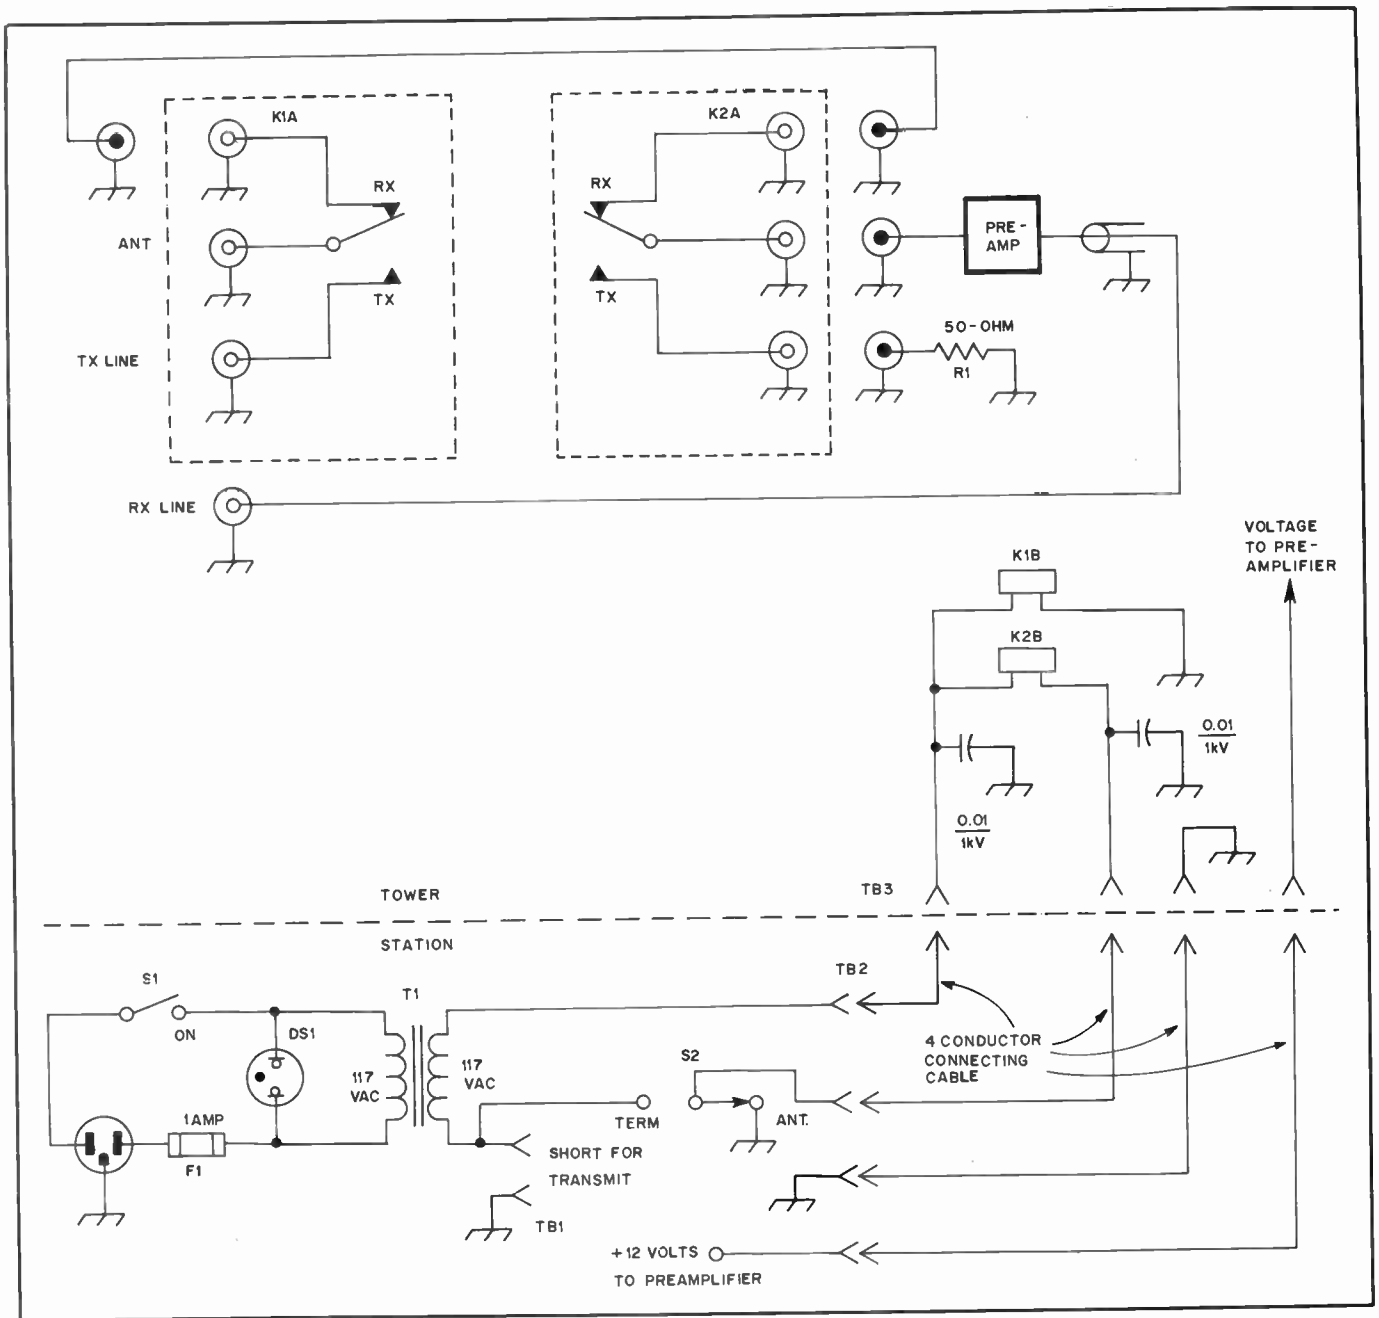 K1A
K2A
RX
RX
ANT
PRE-
AMP
TX
TX
50-OHM
TX LINE
R1
RX LINE
VOLTAGE
TO PRE-
AMPLIFIER
K1B
K2B
0.01
1kV
0.01
1kV
TOWER
TB3
STATION
S1
TB2
T1
ON
DS1
4 CONDUCTOR
CONNECTING
CABLE
S2
117
VAC
117
VAC
1AMP
TERM
ANT.
F1
SHORT FOR
TRANSMIT
TB1
+12 VOLTS
TO PREAMPLIFIER